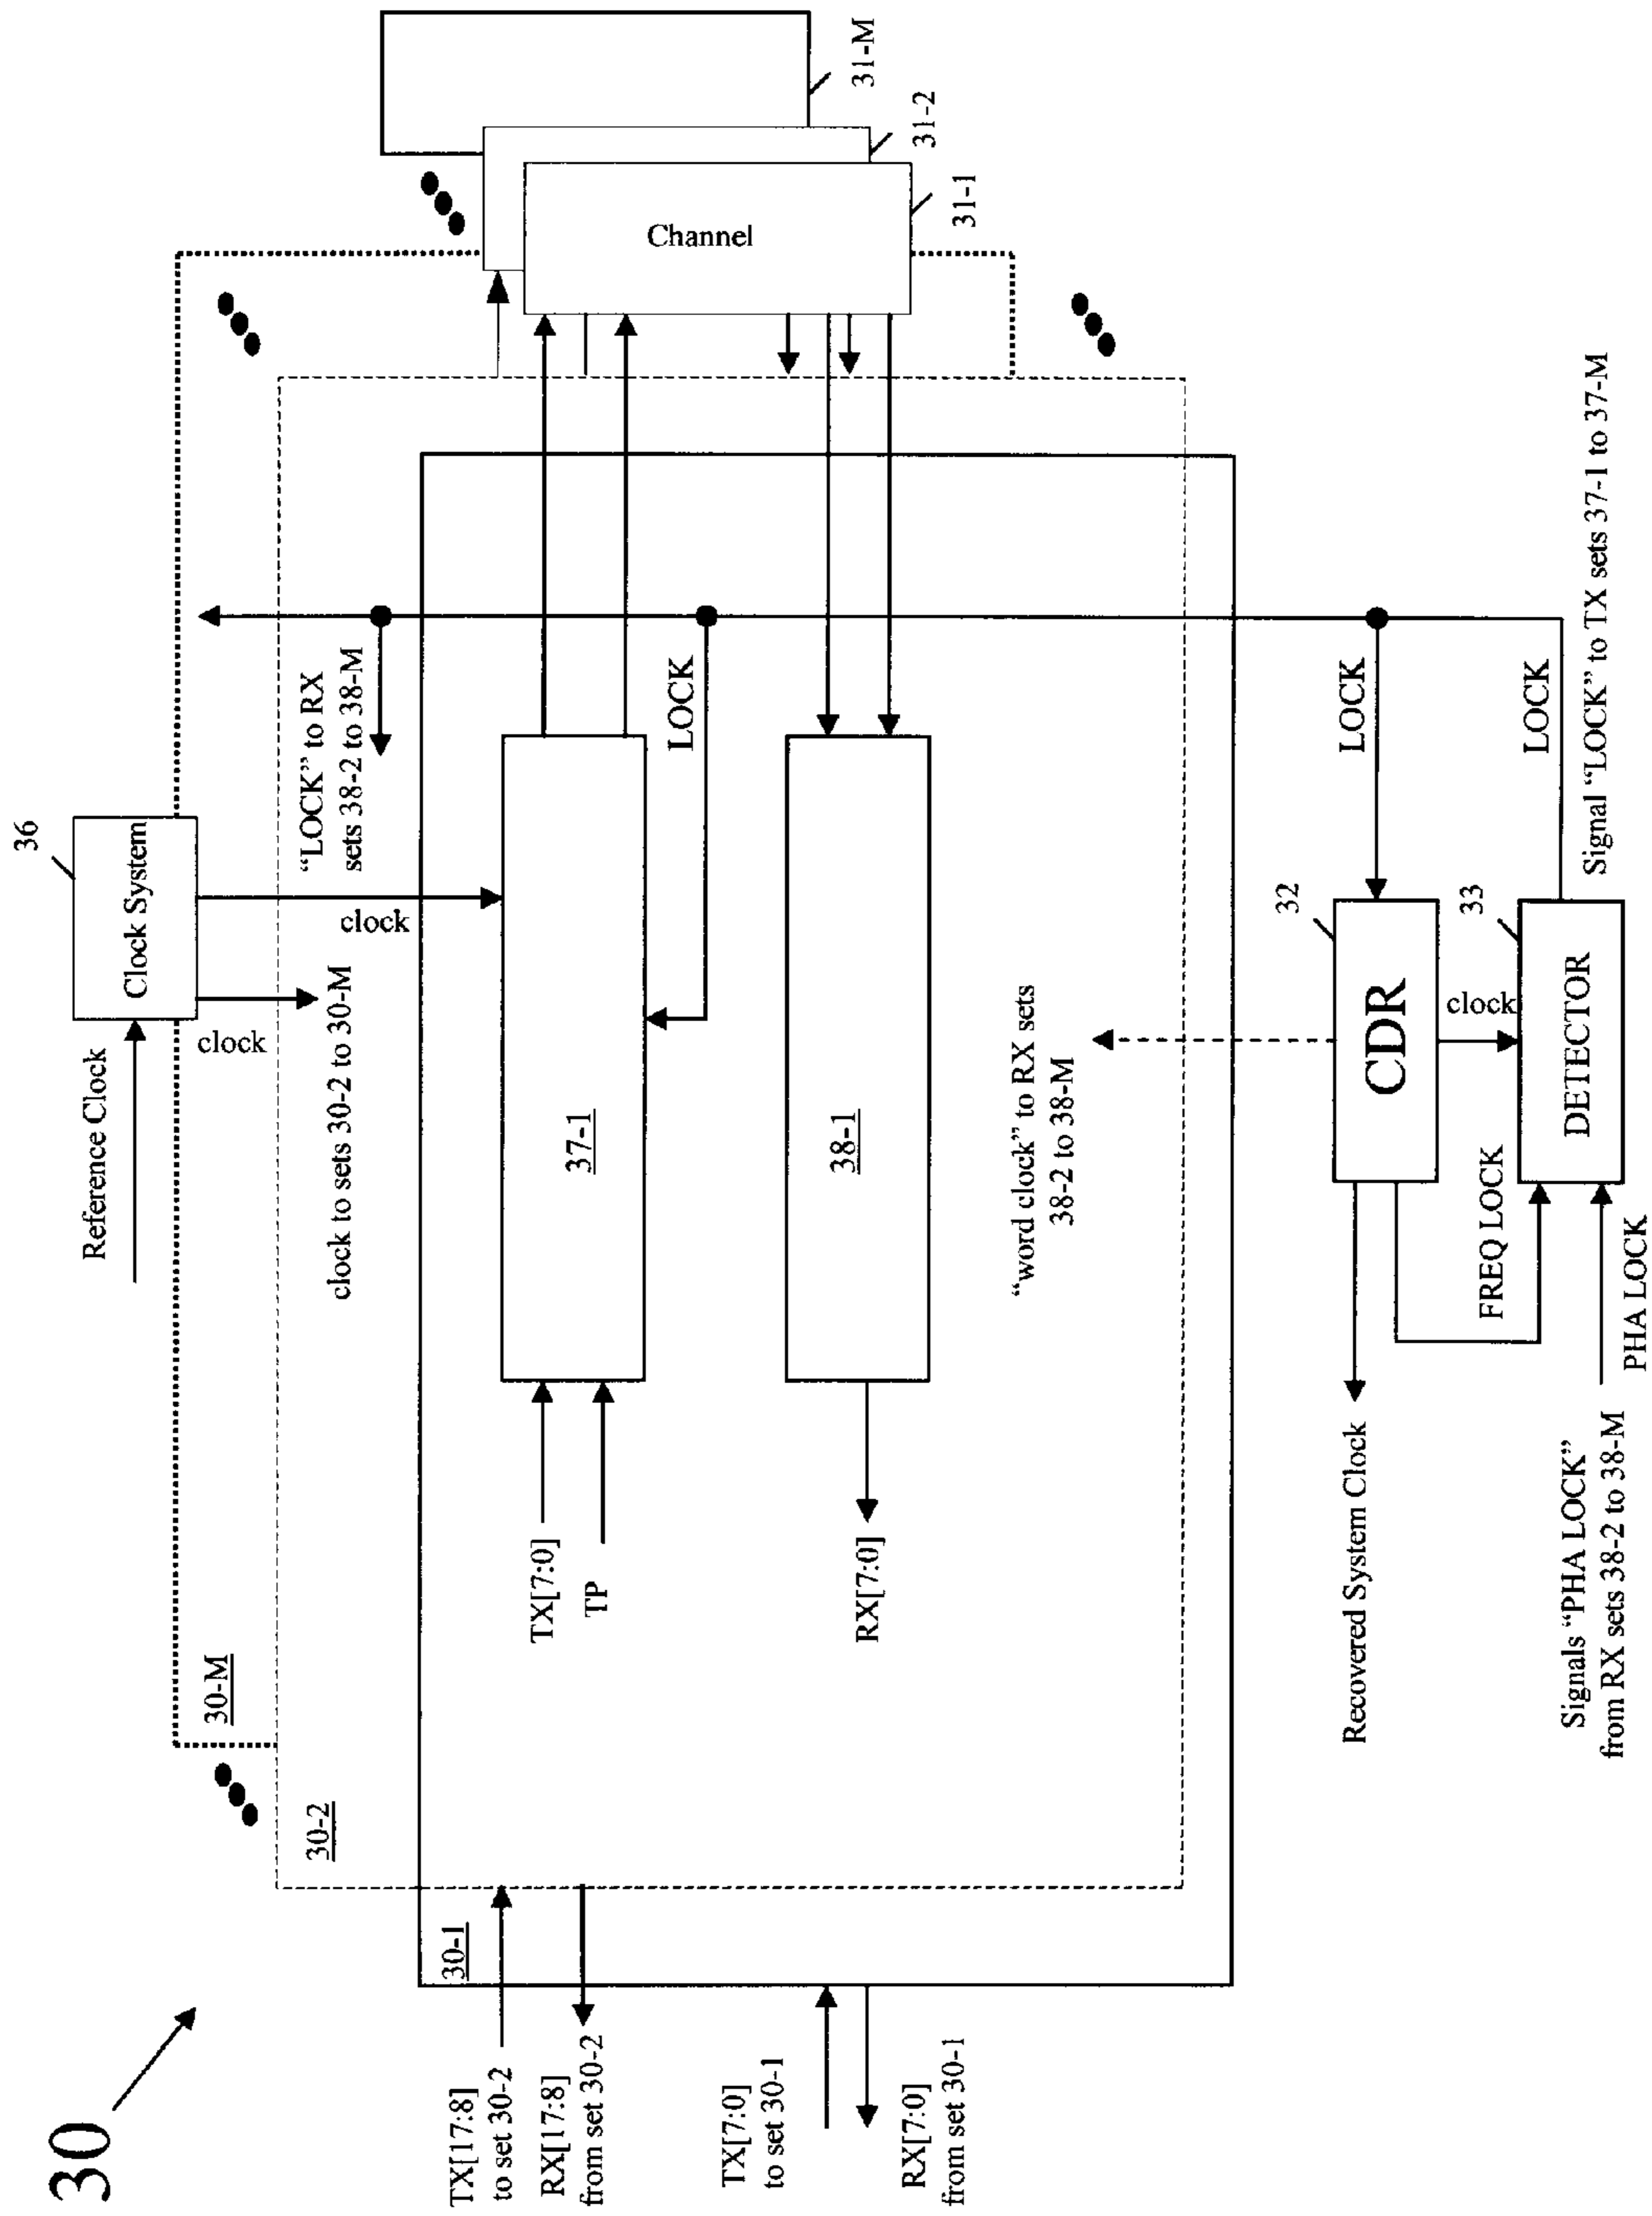 30
Reference Clock
36
Clock System
clock
clock
clock to sets 30-2 to 30-M
30-M
30-2
30-1
"LOCK" to RX
sets 38-2 to 38-M
TX[17:8]
to set 30-2
RX[17:8]
from set 30-2
TX[7:0]
to set 30-1
RX[7:0]
from set 30-1
TX[7:0]
TP
37-1
LOCK
RX[7:0]
38-1
Channel
31-1
31-2
31-M
"word clock" to RX sets
38-2 to 38-M
32
CDR
LOCK
Recovered System Clock
clock
FREQ LOCK
33
DETECTOR
LOCK
Signals "PHA LOCK"
from RX sets 38-2 to 38-M
PHA LOCK
Signal "LOCK" to TX sets 37-1 to 37-M